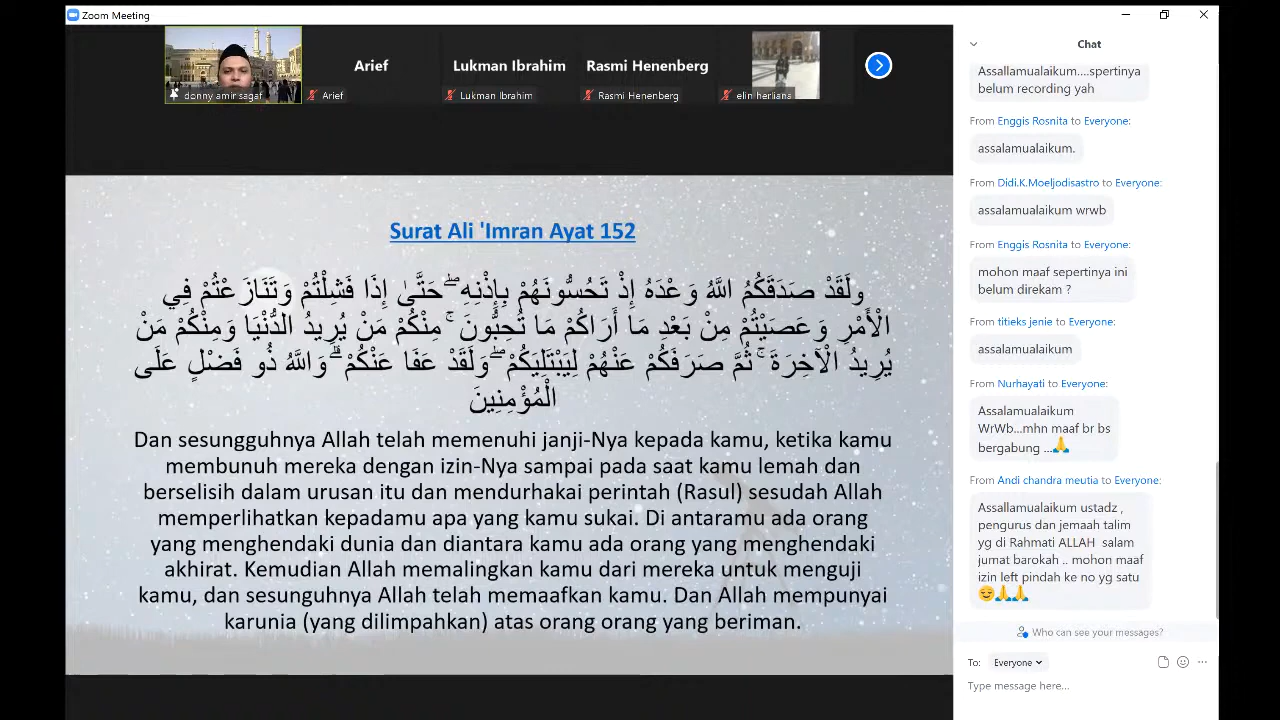 Zoom Meeting
Arief
Lukman Ibrahim
Rasmi Henenberg
donny amir sagaf
Arief
Lukman Ibrahim
Rasmi Henenberg
elin herliana
Surat Ali 'Imran Ayat 152
وَلَقَدْ صَدَقَكُمُ اللَّهُ وَعْدَهُ إِذْ تَحُسُّونَهُمْ بِإِذْنِهِ ۖ حَتَّىٰ إِذَا فَشِلْتُمْ وَتَنَازَعْتُمْ فِي
الْأَمْرِ وَعَصَيْتُمْ مِنْ بَعْدِ مَا أَرَاكُمْ مَا تُحِبُّونَ ۚ مِنْكُمْ مَنْ يُرِيدُ الدُّنْيَا وَمِنْكُمْ مَنْ
يُرِيدُ الْآخِرَةَ ۚ ثُمَّ صَرَفَكُمْ عَنْهُمْ لِيَبْتَلِيَكُمْ ۖ وَلَقَدْ عَفَا عَنْكُمْ ۗ وَاللَّهُ ذُو فَضْلٍ عَلَى
الْمُؤْمِنِينَ
Dan sesungguhnya Allah telah memenuhi janji-Nya kepada kamu, ketika kamu
membunuh mereka dengan izin-Nya sampai pada saat kamu lemah dan
berselisih dalam urusan itu dan mendurhakai perintah (Rasul) sesudah Allah
memperlihatkan kepadamu apa yang kamu sukai. Di antaramu ada orang
yang menghendaki dunia dan diantara kamu ada orang yang menghendaki
akhirat. Kemudian Allah memalingkan kamu dari mereka untuk menguji
kamu, dan sesunguhnya Allah telah memaafkan kamu. Dan Allah mempunyai
karunia (yang dilimpahkan) atas orang orang yang beriman.
Chat
Assallamualaikum....spertinya
belum recording yah
From Enggis Rosnita to Everyone:
assalamualaikum.
From Didi.K.Moeljodisastro to Everyone:
assalamualaikum wrwb
From Enggis Rosnita to Everyone:
mohon maaf sepertinya ini
belum direkam ?
From titieks jenie to Everyone:
assalamualaikum
From Nurhayati to Everyone:
Assalamualaikum
WrWb...mhn maaf br bs
bergabung ...🙏
From Andi chandra meutia to Everyone:
Assallamualaikum ustadz ,
pengurus dan jemaah talim
yg di Rahmati ALLAH salam
jumat barokah .. mohon maaf
izin left pindah ke no yg satu
😌🙏🙏
Who can see your messages?
To: Everyone
Type message here...